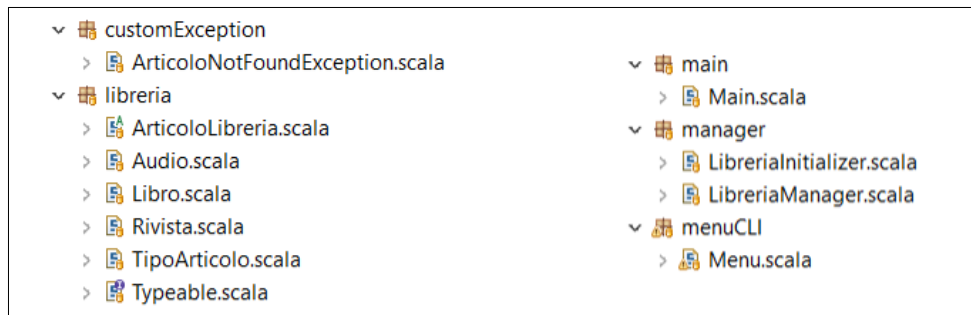 customException
ArticoloNotFoundException.scala
libreria
ArticoloLibreria.scala
Audio.scala
Libro.scala
Rivista.scala
TipoArticolo.scala
Typeable.scala
main
Main.scala
manager
LibreriaInitializer.scala
LibreriaManager.scala
menuCLI
Menu.scala